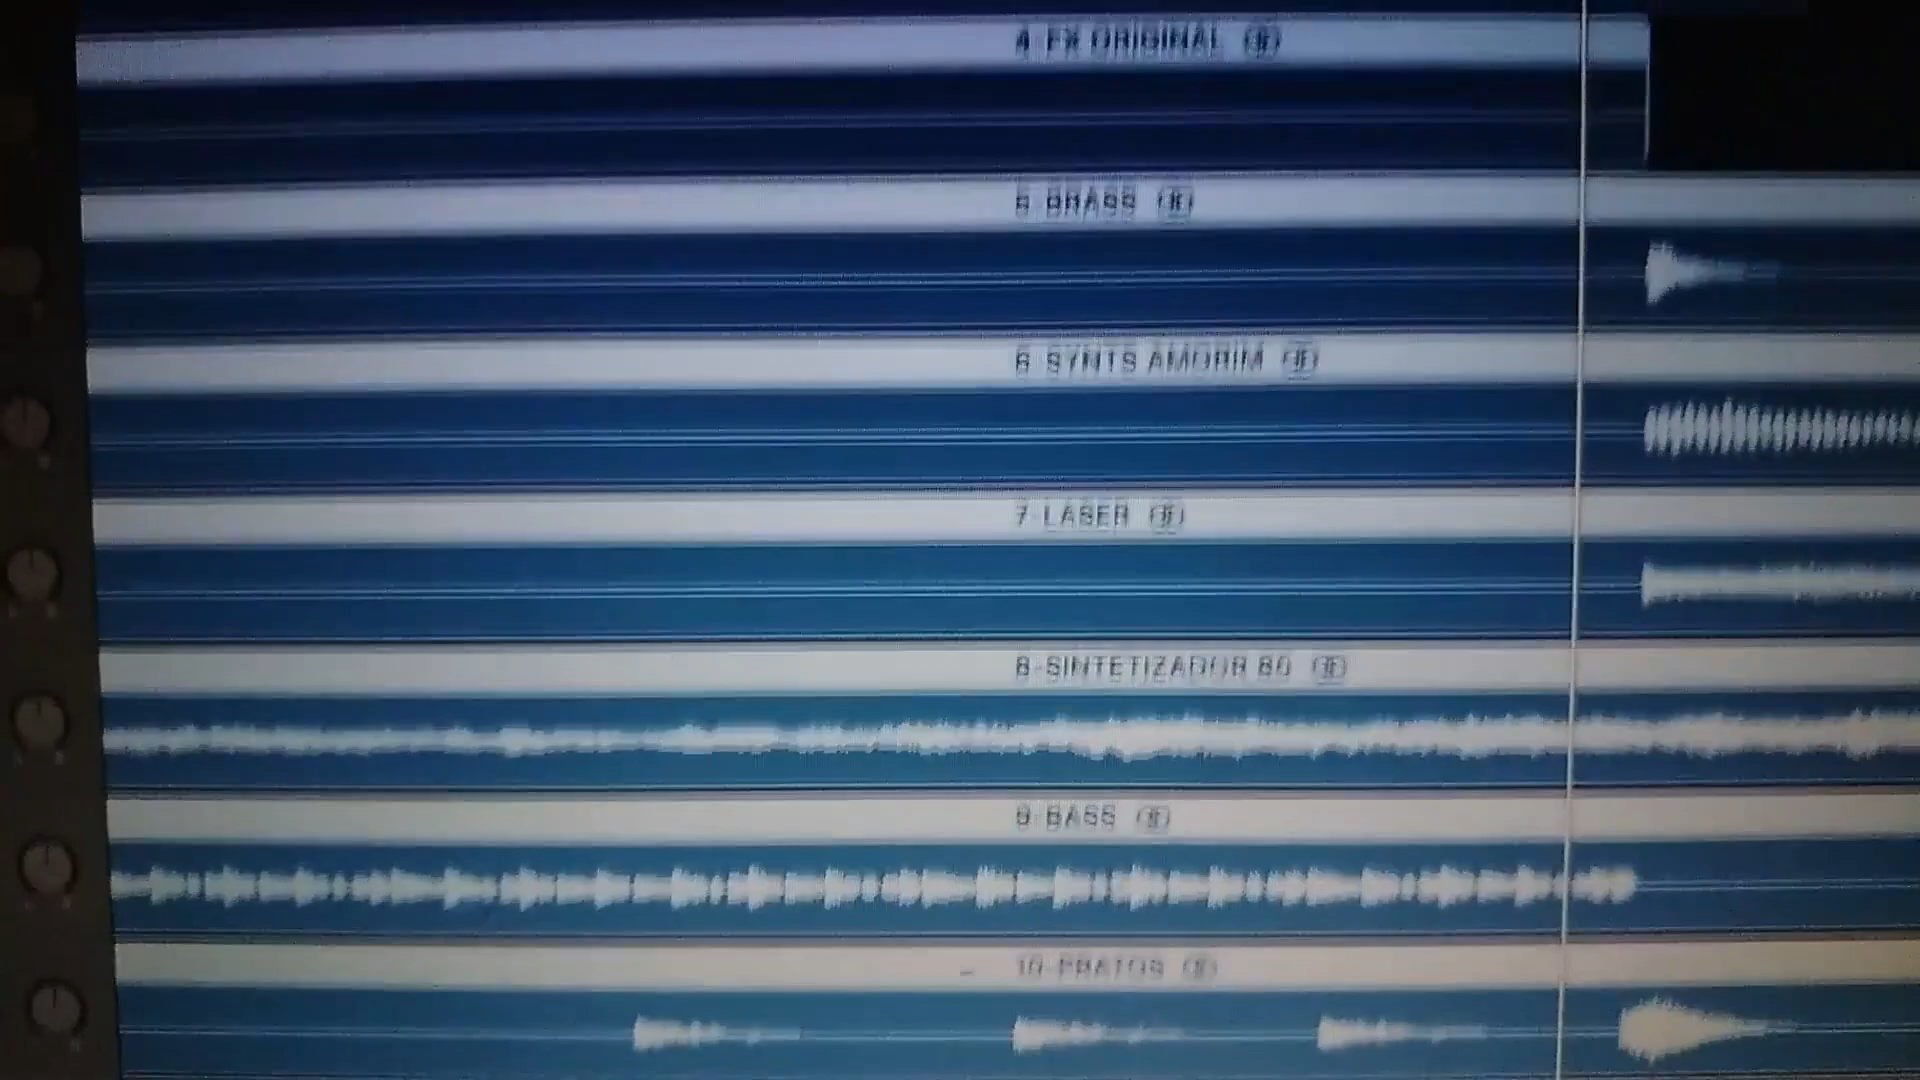 4-FX ORIGINAL
5-BRASS
6-SYNTS AMORIM
7-LASER
8-SINTETIZADOR 80
9-BASS
10-PRATOS